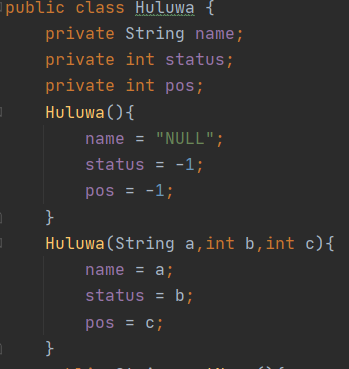 public class Huluwa {
    private String name;
    private int status;
    private int pos;
    Huluwa(){
        name = "NULL";
        status = -1;
        pos = -1;
    }
    Huluwa(String a,int b,int c){
        name = a;
        status = b;
        pos = c;
    }